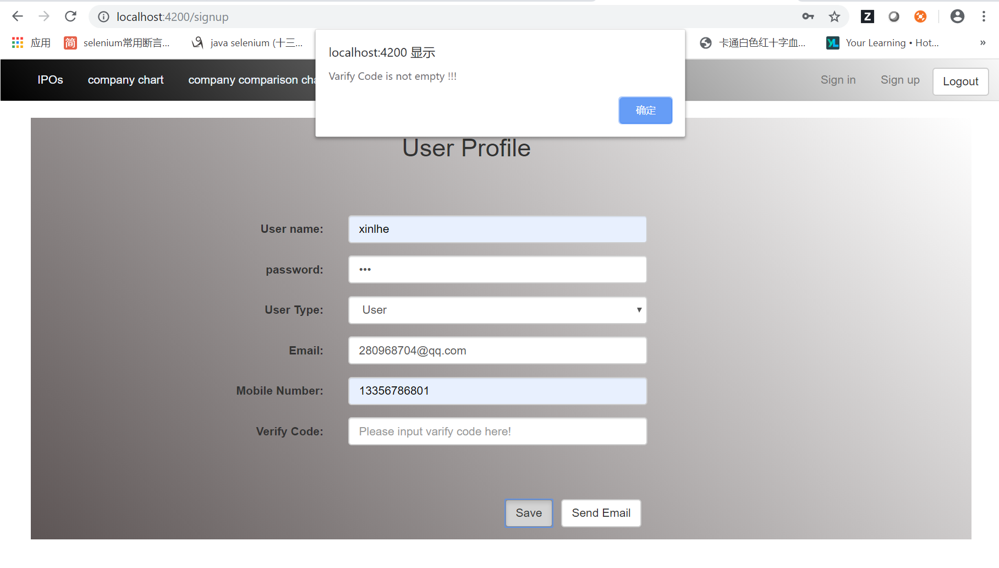 localhost:4200/signup
应用
简 selenium常用断言...
java selenium (十三...
卡通白色红十字血...
YL Your Learning • Hot...
»
localhost:4200 显示
Varify Code is not empty !!!
确定
IPOs
company chart
company comparison cha
Sign in
Sign up
Logout
User Profile
User name:
xinlhe
password:
•••
User Type:
User
Email:
280968704@qq.com
Mobile Number:
13356786801
Verify Code:
Please input varify code here!
Save
Send Email